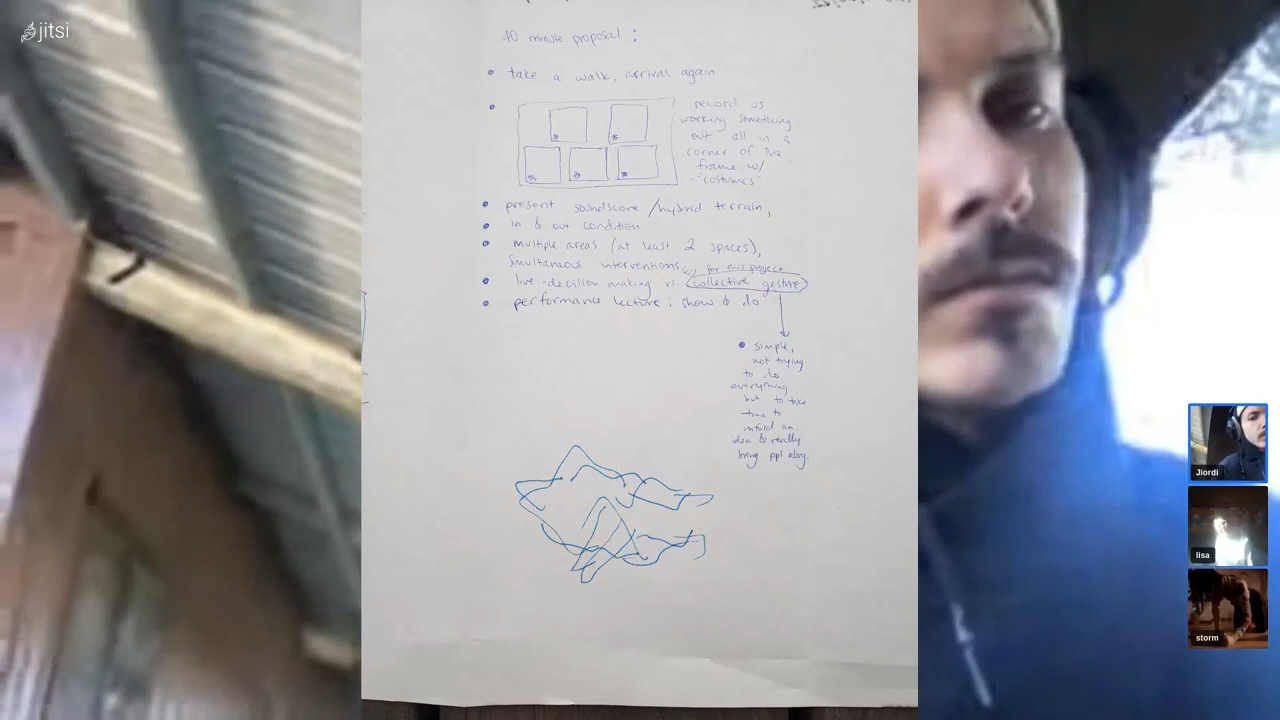 jitsi
40 minute proposal :
• take a walk, arrival again
•
record us
working something
out all in a
corner of the
frame w/
"costumes"
• present soundscore / hybrid terrain,
• in & out condition
• multiple areas (at least 2 spaces),
simultaneous interventions
for this project
• live-decision making vs. collective gesture
• performance lecture : show & do
• simple,
not trying
to do
everything
but to take
time to
unfold an
idea & really
bring ppl along.
Jiordi
lisa
storm